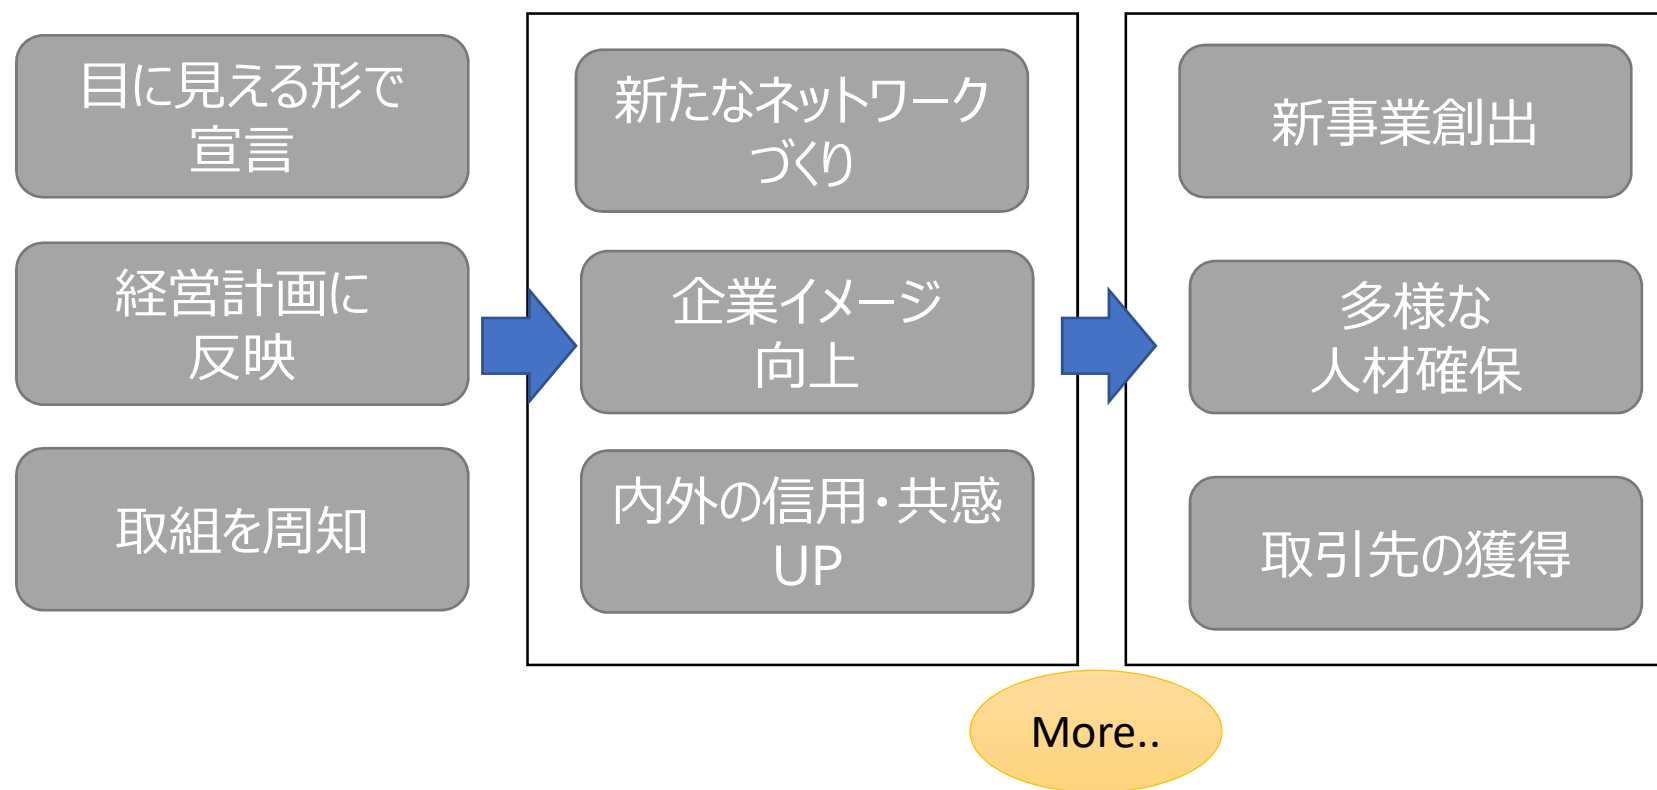 目に見える形で
宣言
経営計画に
反映
取組を周知
新たなネットワーク
づくり
企業イメージ
向上
内外の信用・共感
UP
新事業創出
多様な
人材確保
取引先の獲得
More..